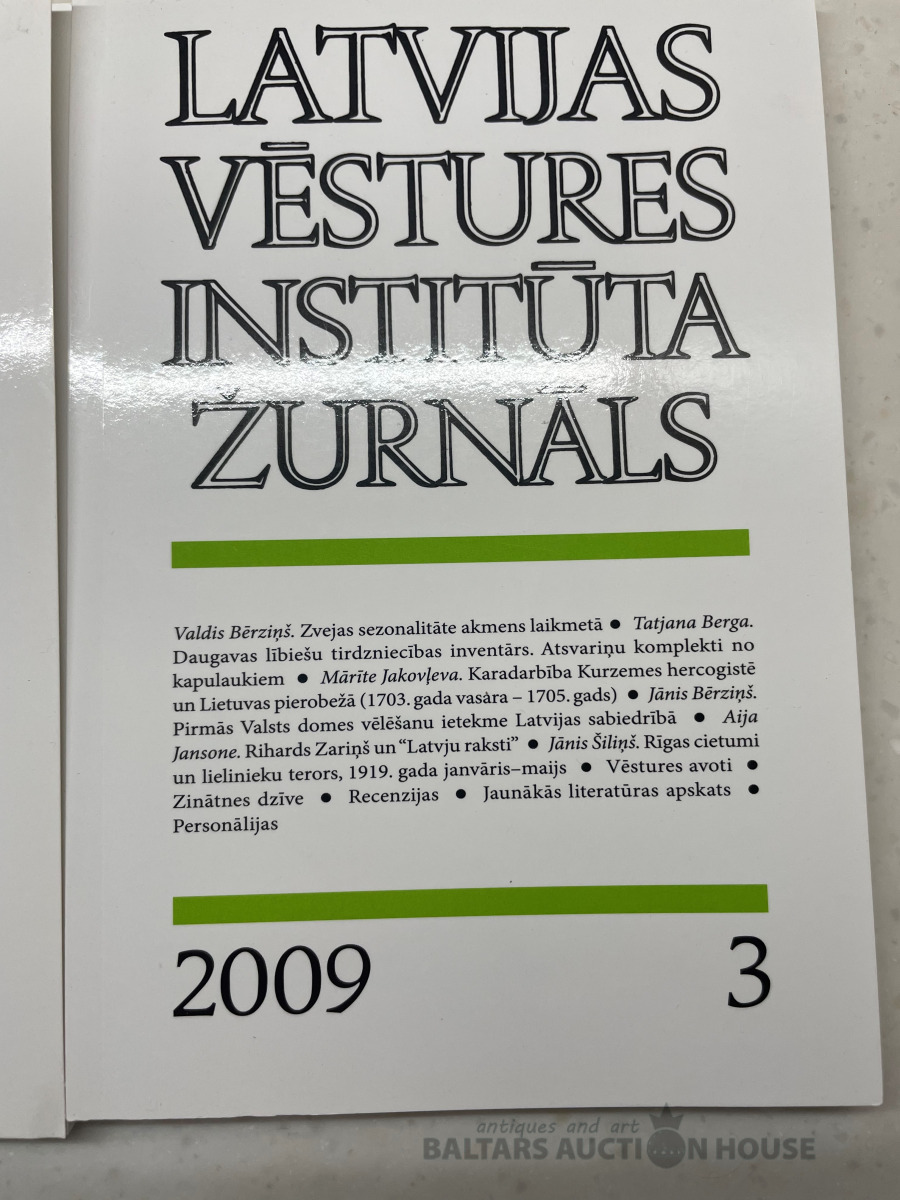 LATVIJAS
VĒSTURES
INSTITŪTA
ŽURNĀLS
Valdis Bērziņš. Zvejas sezonalitāte akmens laikmetā ● Tatjana Berga.
Daugavas lībiešu tirdzniecības inventārs. Atsvariņu komplekti no
kapulaukiem ● Mārīte Jakovļeva. Karadarbība Kurzemes hercogistē
un Lietuvas pierobežā (1703. gada vasara – 1705. gads) ● Jānis Bērziņš.
Pirmās Valsts domes vēlēšanu ietekme Latvijas sabiedrībā ● Aija
Jansone. Rihards Zariņš un “Latvju raksti” ● Jānis Šiliņš. Rīgas cietumi
un lielinieku terors, 1919. gada janvāris–maijs ● Vēstures avoti ●
Zinātnes dzīve ● Recenzijas ● Jaunākās literatūras apskats ●
Personālijas
2009 3
antiques and art
BALTARS AUCTION HOUSE